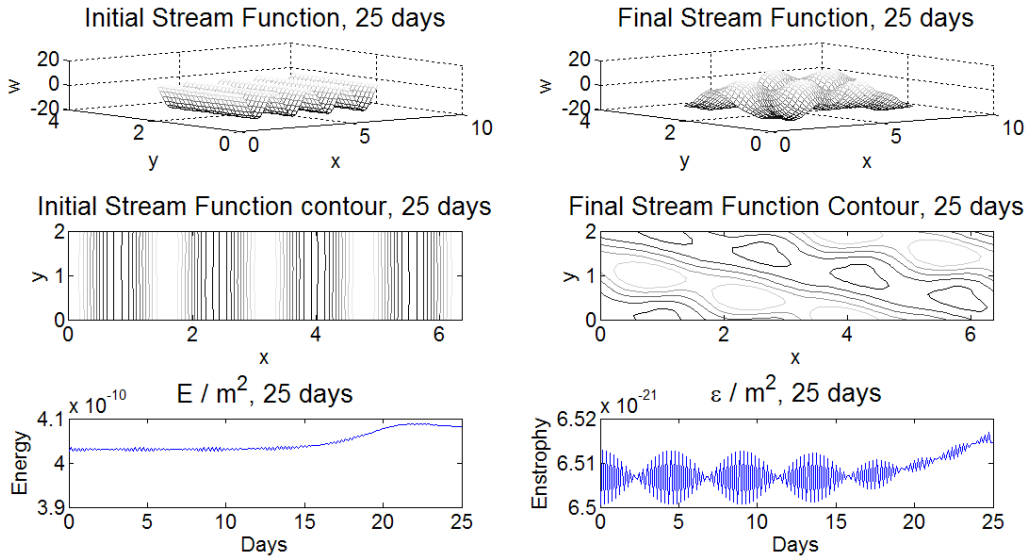 Initial Stream Function, 25 days
20
0
-20
w
4
2
0
y
0
5
10
x
Final Stream Function, 25 days
20
0
-20
w
4
2
0
y
0
5
10
x
Initial Stream Function contour, 25 days
2
1
0
y
0
2
4
6
x
Final Stream Function Contour, 25 days
2
1
0
y
0
2
4
6
x
E / m², 25 days
x 10⁻¹⁰
4.1
4
3.9
Energy
0
5
10
15
20
25
Days
ε / m², 25 days
x 10⁻²¹
6.52
6.51
6.5
Enstrophy
0
5
10
15
20
25
Days